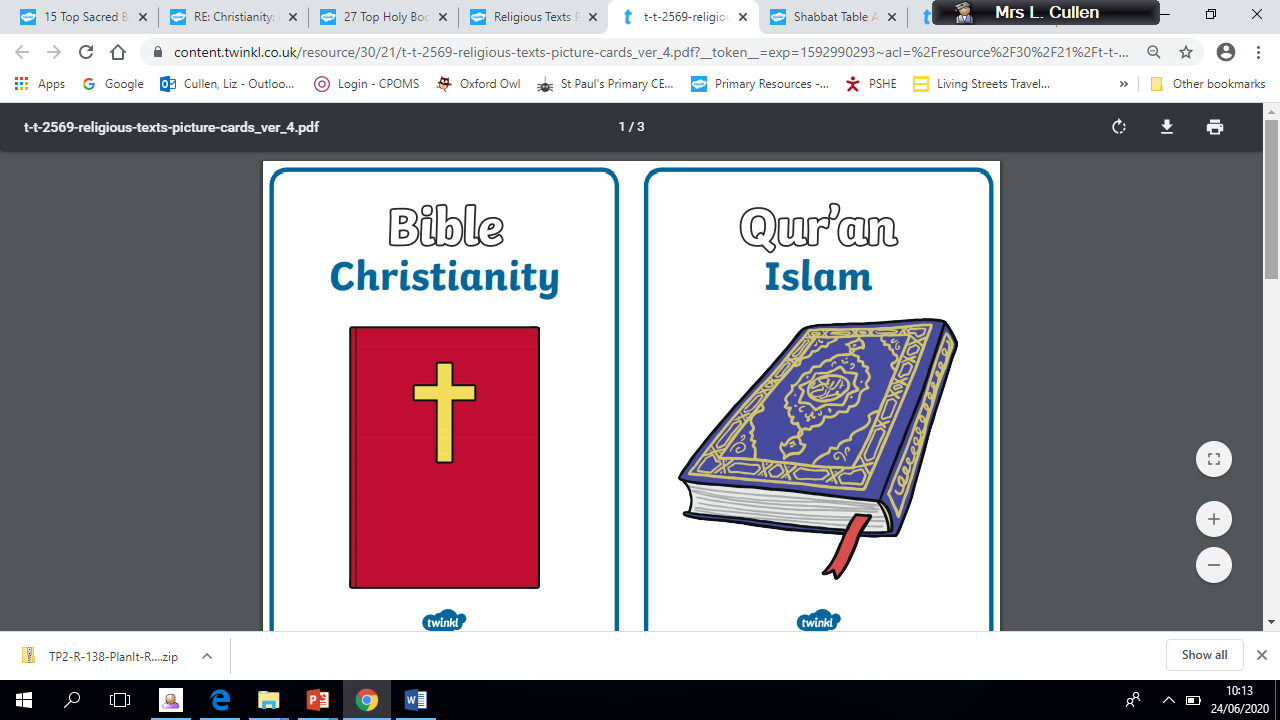 15 Top Sacred B
RE: Christianity:
27 Top Holy Boo
Religious Texts P
t-t-2569-religiou
Shabbat Table A
Mrs L. Cullen
content.twinkl.co.uk/resource/30/21/t-t-2569-religious-texts-picture-cards_ver_4.pdf?__token__=exp=1592990293~acl=%2Fresource%2F30%2F21%2Ft-t-...
Apps
Google
Cullen, Liz - Outloo...
Login - CPOMS
Oxford Owl
St Paul's Primary CE...
Primary Resources -...
PSHE
Living Streets Travel...
»
Other bookmarks
t-t-2569-religious-texts-picture-cards_ver_4.pdf
1 / 3
Bible
Christianity
twinkl
Qur'an
Islam
twinkl
TP2-R-138-PlanIt-R....zip
Show all
10:13
24/06/2020